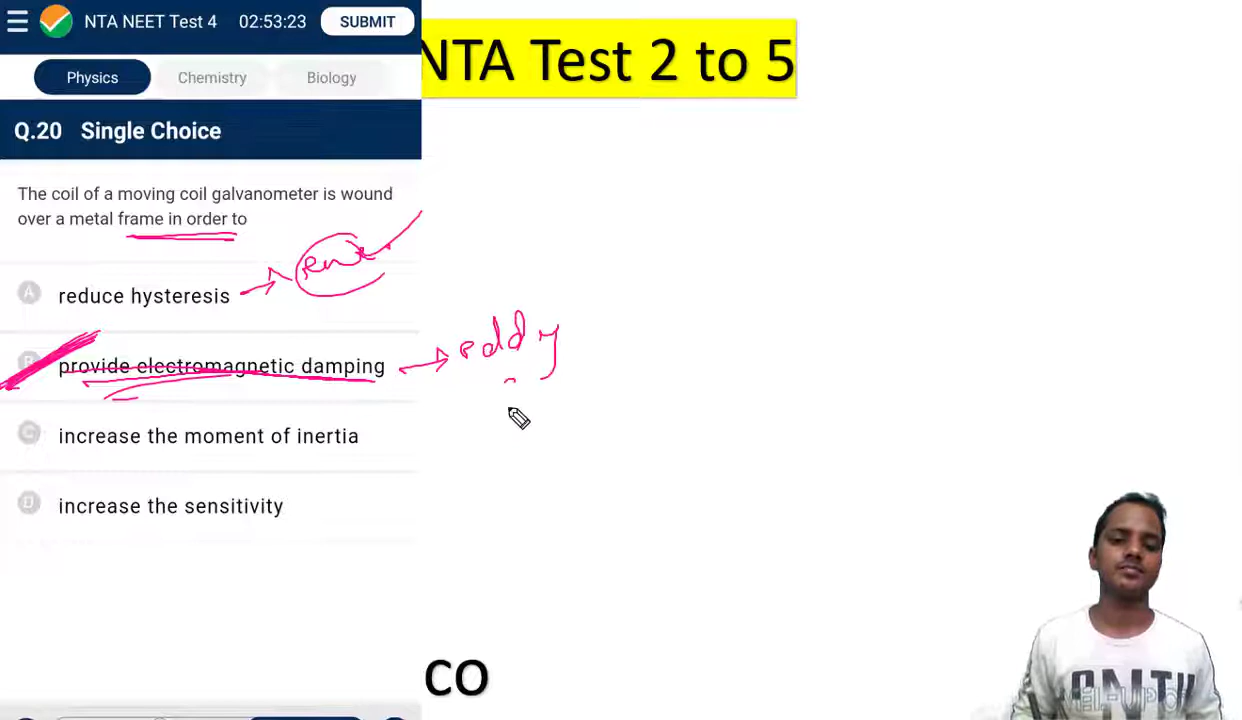 NTA NEET Test 4 02:53:23 SUBMIT
NTA Test 2 to 5
Physics Chemistry Biology
Q.20 Single Choice
The coil of a moving coil galvanometer is wound
over a metal frame in order to
A reduce hysteresis
B provide electromagnetic damping
eddy
C increase the moment of inertia
D increase the sensitivity
co